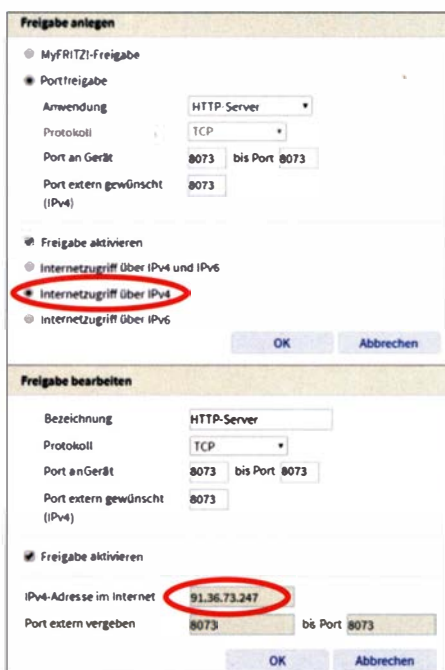 Freigabe anlegen
MyFRITZ!-Freigabe
Portfreigabe
Anwendung HTTP-Server
Protokoll TCP
Port an Gerät 8073 bis Port 8073
Port extern gewünscht 8073
(IPv4)
Freigabe aktivieren
Internetzugriff über IPv4 und IPv6
Internetzugriff über IPv4
Internetzugriff über IPv6
OK Abbrechen
Freigabe bearbeiten
Bezeichnung HTTP-Server
Protokoll TCP
Port an Gerät 8073 bis Port 8073
Port extern gewünscht 8073
(IPv4)
Freigabe aktivieren
IPv4-Adresse im Internet 91.36.73.247
Port extern vergeben 8073 bis Port 8073
OK Abbrechen